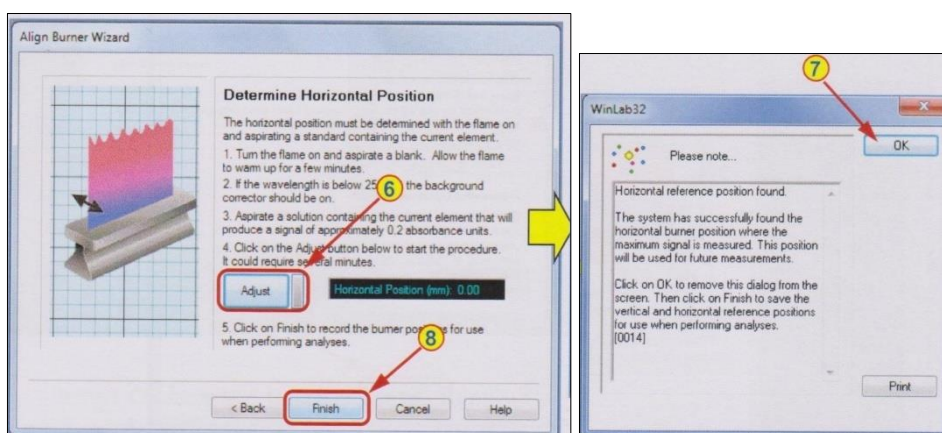 Align Burner Wizard
Determine Horizontal Position
The horizontal position must be determined with the flame on
and aspirating a standard containing the current element.
1. Turn the flame on and aspirate a blank. Allow the flame
to warm up for a few minutes.
2. If the wavelength is below 25 the background
corrector should be on.
3. Aspirate a solution containing the current element that will
produce a signal of approximately 0.2 absorbance units.
4. Click on the Adjust button below to start the procedure.
It could require several minutes.
6
Adjust
Horizontal Position (mm): 0.00
5. Click on Finish to record the burner positions for use
when performing analyses.
8
< Back
Finish
Cancel
Help
7
WinLab32
OK
Please note...
Horizontal reference position found.
The system has successfully found the
horizontal burner position where the
maximum signal is measured. This position
will be used for future measurements.
Click on OK to remove this dialog from the
screen. Then click on Finish to save the
vertical and horizontal reference positions
for use when performing analyses.
[0014]
Print